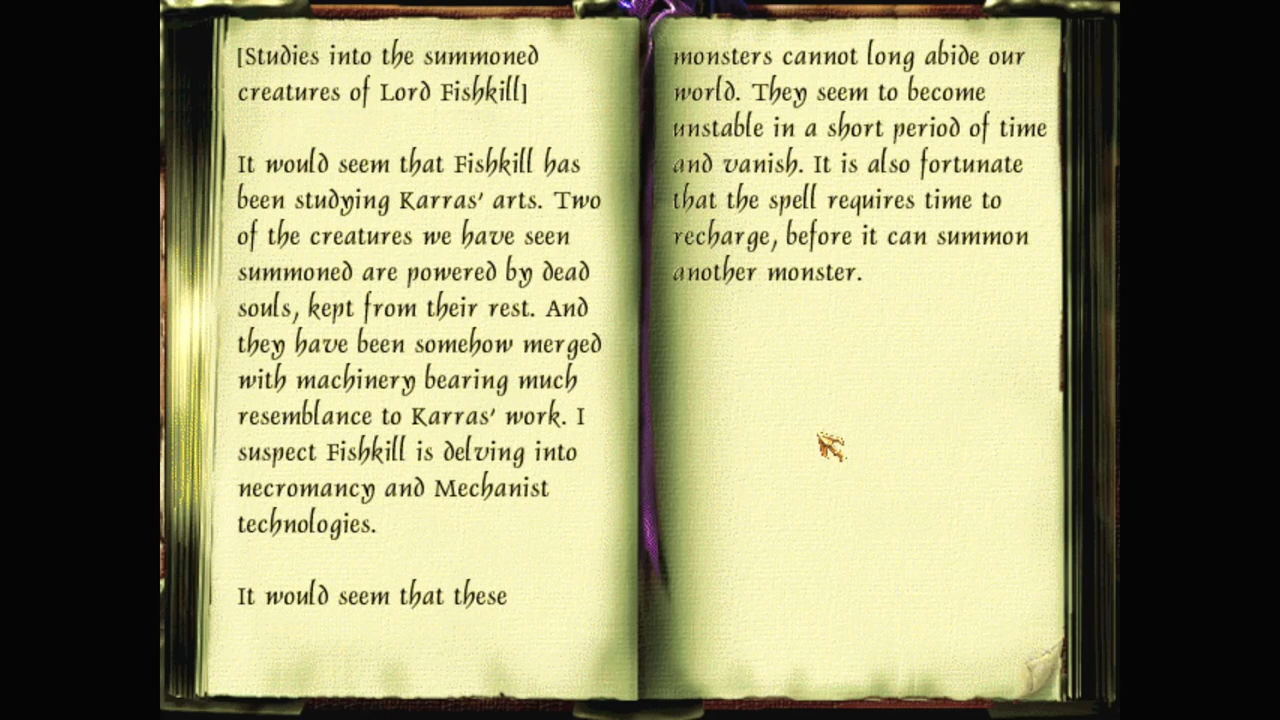 [Studies into the summoned
creatures of Lord Fishkill]
It would seem that Fishkill has
been studying Karras' arts. Two
of the creatures we have seen
summoned are powered by dead
souls, kept from their rest. And
they have been somehow merged
with machinery bearing much
resemblance to Karras' work. I
suspect Fishkill is delving into
necromancy and Mechanist
technologies.
It would seem that these
monsters cannot long abide our
world. They seem to become
unstable in a short period of time
and vanish. It is also fortunate
that the spell requires time to
recharge, before it can summon
another monster.